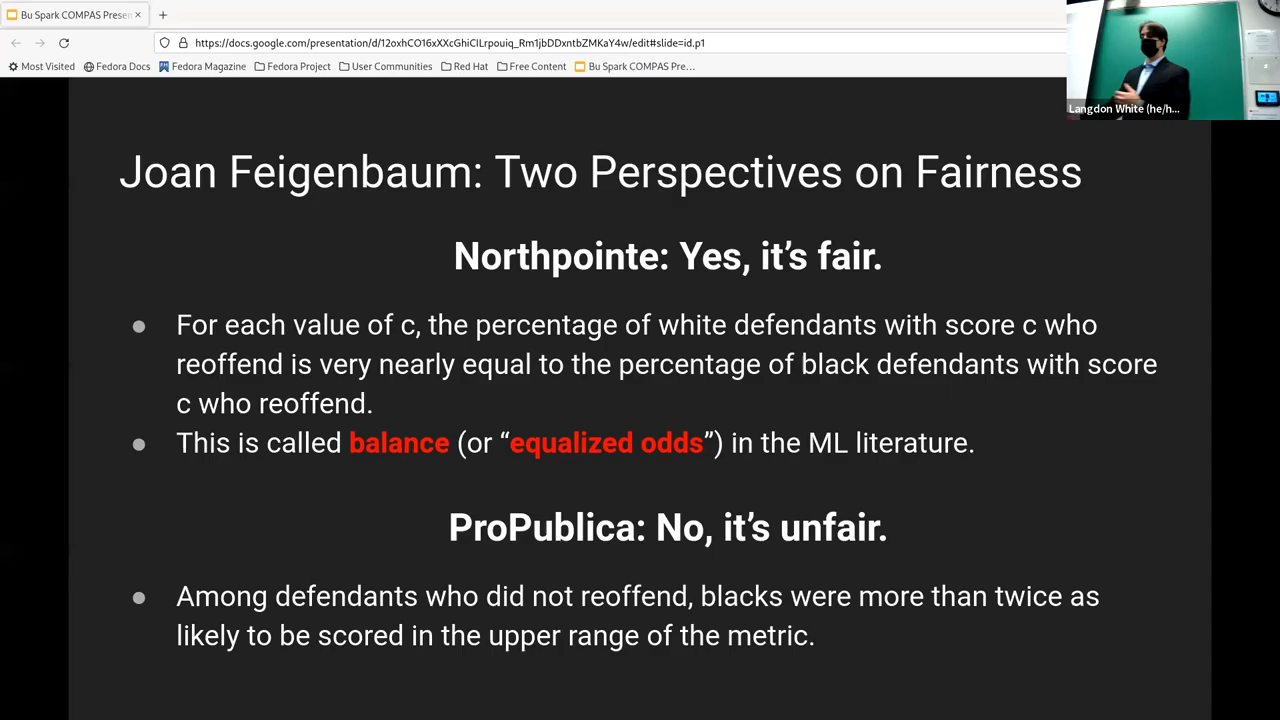 Bu Spark COMPAS Presen
https://docs.google.com/presentation/d/12oxhCO16xXXcGhiCILrpouiq_Rm1jbDDxntbZMKaY4w/edit#slide=id.p1
Most Visited Fedora Docs Fedora Magazine Fedora Project User Communities Red Hat Free Content Bu Spark COMPAS Pre...
Langdon White (he/h...
Joan Feigenbaum: Two Perspectives on Fairness
Northpointe: Yes, it's fair.
● For each value of c, the percentage of white defendants with score c who
reoffend is very nearly equal to the percentage of black defendants with score
c who reoffend.
● This is called balance (or “equalized odds”) in the ML literature.
ProPublica: No, it's unfair.
● Among defendants who did not reoffend, blacks were more than twice as
likely to be scored in the upper range of the metric.